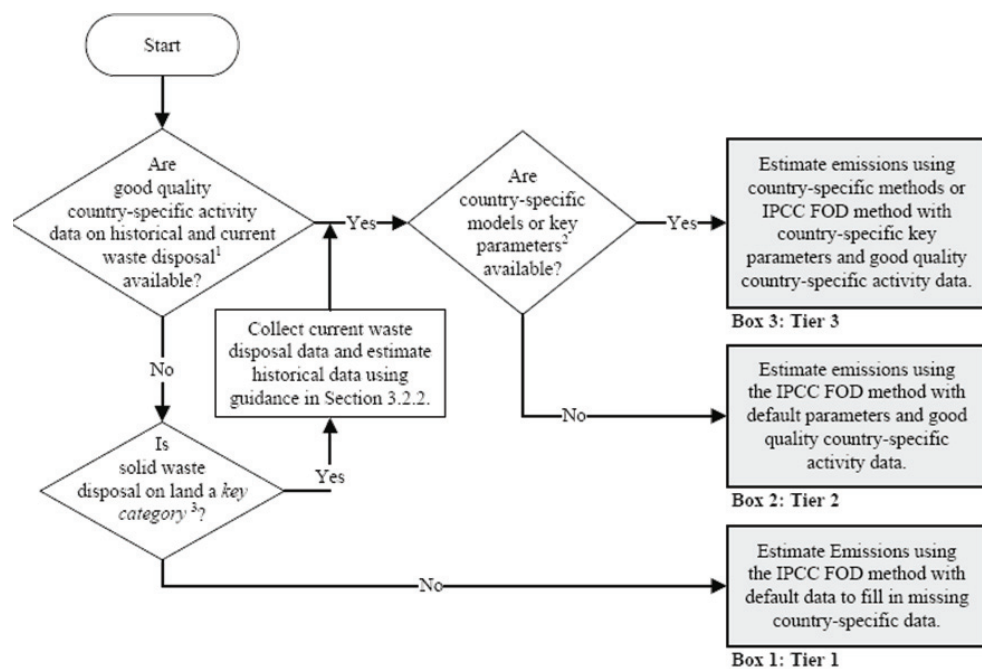 Start
Are
good quality
country-specific activity
data on historical and current
waste disposal¹
available?
Yes
Are
country-specific
models or key
parameters²
available?
Yes
Estimate emissions using
country-specific methods or
IPCC FOD method with
country-specific key
parameters and good quality
country-specific activity data.
Box 3: Tier 3
No
Collect current waste
disposal data and estimate
historical data using
guidance in Section 3.2.2.
No
Estimate emissions using
the IPCC FOD method with
default parameters and good
quality country-specific
activity data.
Box 2: Tier 2
Is
solid waste
disposal on land a key
category ³?
Yes
No
Estimate Emissions using
the IPCC FOD method with
default data to fill in missing
country-specific data.
Box 1: Tier 1